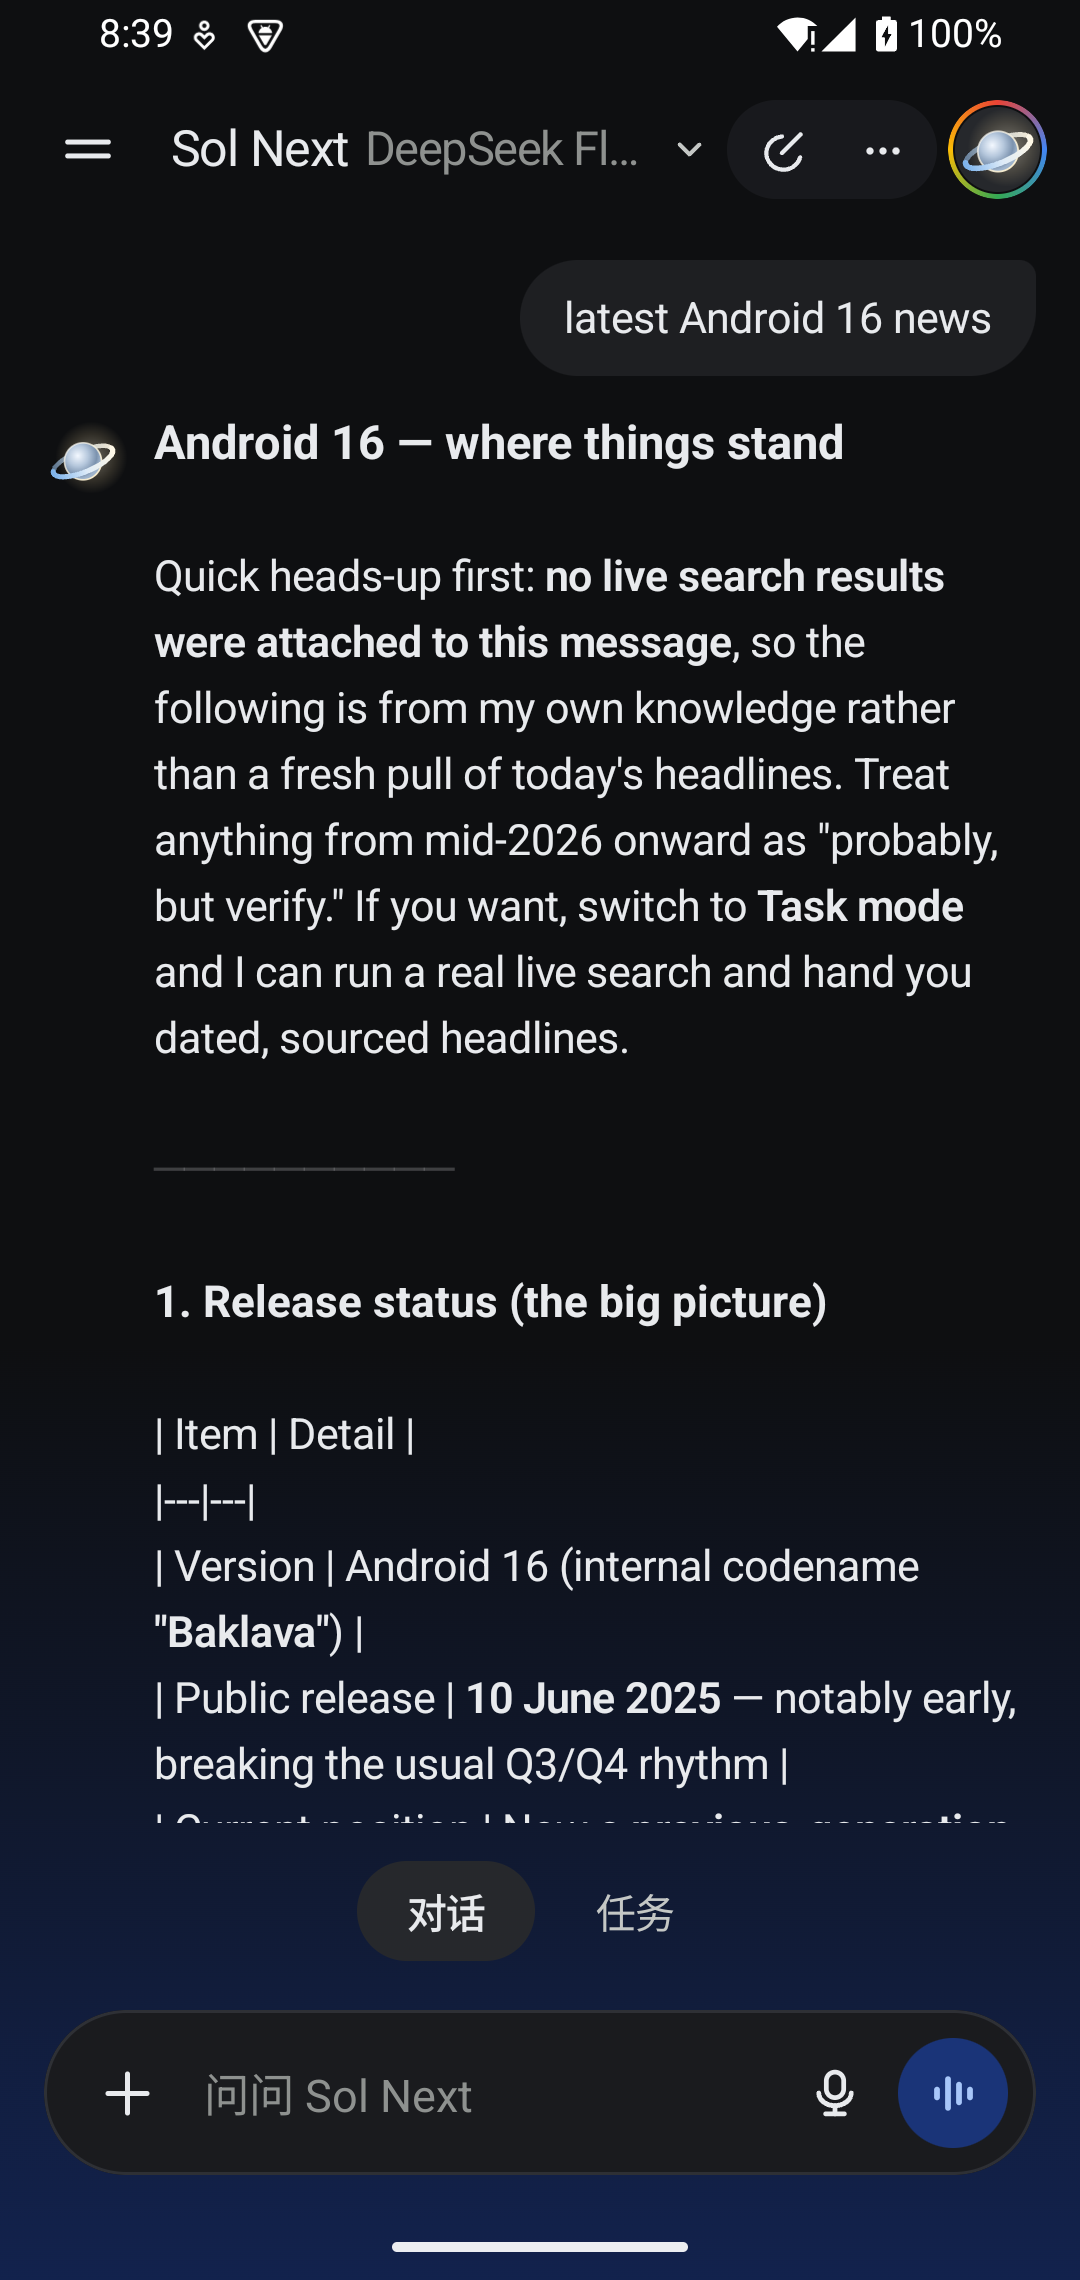 8:39 100%
Sol Next DeepSeek Fl...
latest Android 16 news
Android 16 — where things stand
Quick heads-up first: no live search results
were attached to this message, so the
following is from my own knowledge rather
than a fresh pull of today's headlines. Treat
anything from mid-2026 onward as "probably,
but verify." If you want, switch to Task mode
and I can run a real live search and hand you
dated, sourced headlines.
1. Release status (the big picture)
| Item | Detail |
|---|---|
| Version | Android 16 (internal codename
"Baklava") |
| Public release | 10 June 2025 — notably early,
breaking the usual Q3/Q4 rhythm |
| Current position | Now a previous-generation
对话 任务
问问 Sol Next